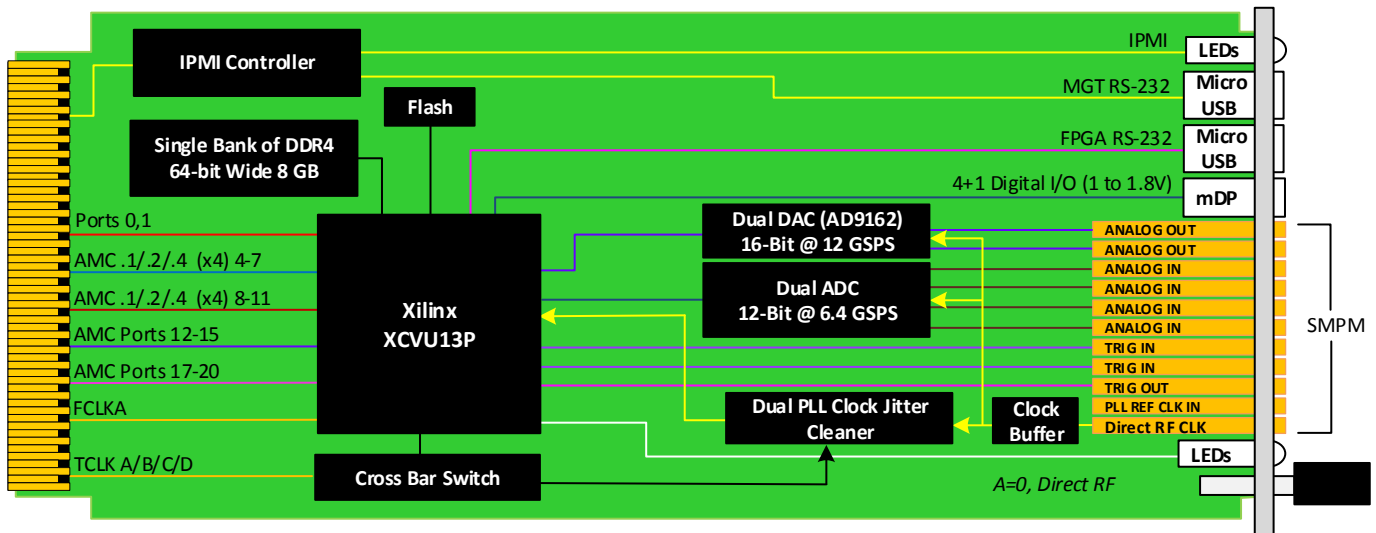 IPMI
LEDs
IPMI Controller
MGT RS-232
Micro
USB
Flash
Single Bank of DDR4
64-bit Wide 8 GB
FPGA RS-232
Micro
USB
4+1 Digital I/O (1 to 1.8V)
mDP
Ports 0,1
AMC .1/.2/.4 (x4) 4-7
AMC .1/.2/.4 (x4) 8-11
AMC Ports 12-15
AMC Ports 17-20
FCLKA
TCLK A/B/C/D
Xilinx
XCVU13P
Cross Bar Switch
Dual DAC (AD9162)
16-Bit @ 12 GSPS
Dual ADC
12-Bit @ 6.4 GSPS
Dual PLL Clock Jitter
Cleaner
Clock
Buffer
ANALOG OUT
ANALOG OUT
ANALOG IN
ANALOG IN
ANALOG IN
ANALOG IN
TRIG IN
TRIG IN
TRIG OUT
PLL REF CLK IN
Direct RF CLK
SMPM
LEDs
A=0, Direct RF